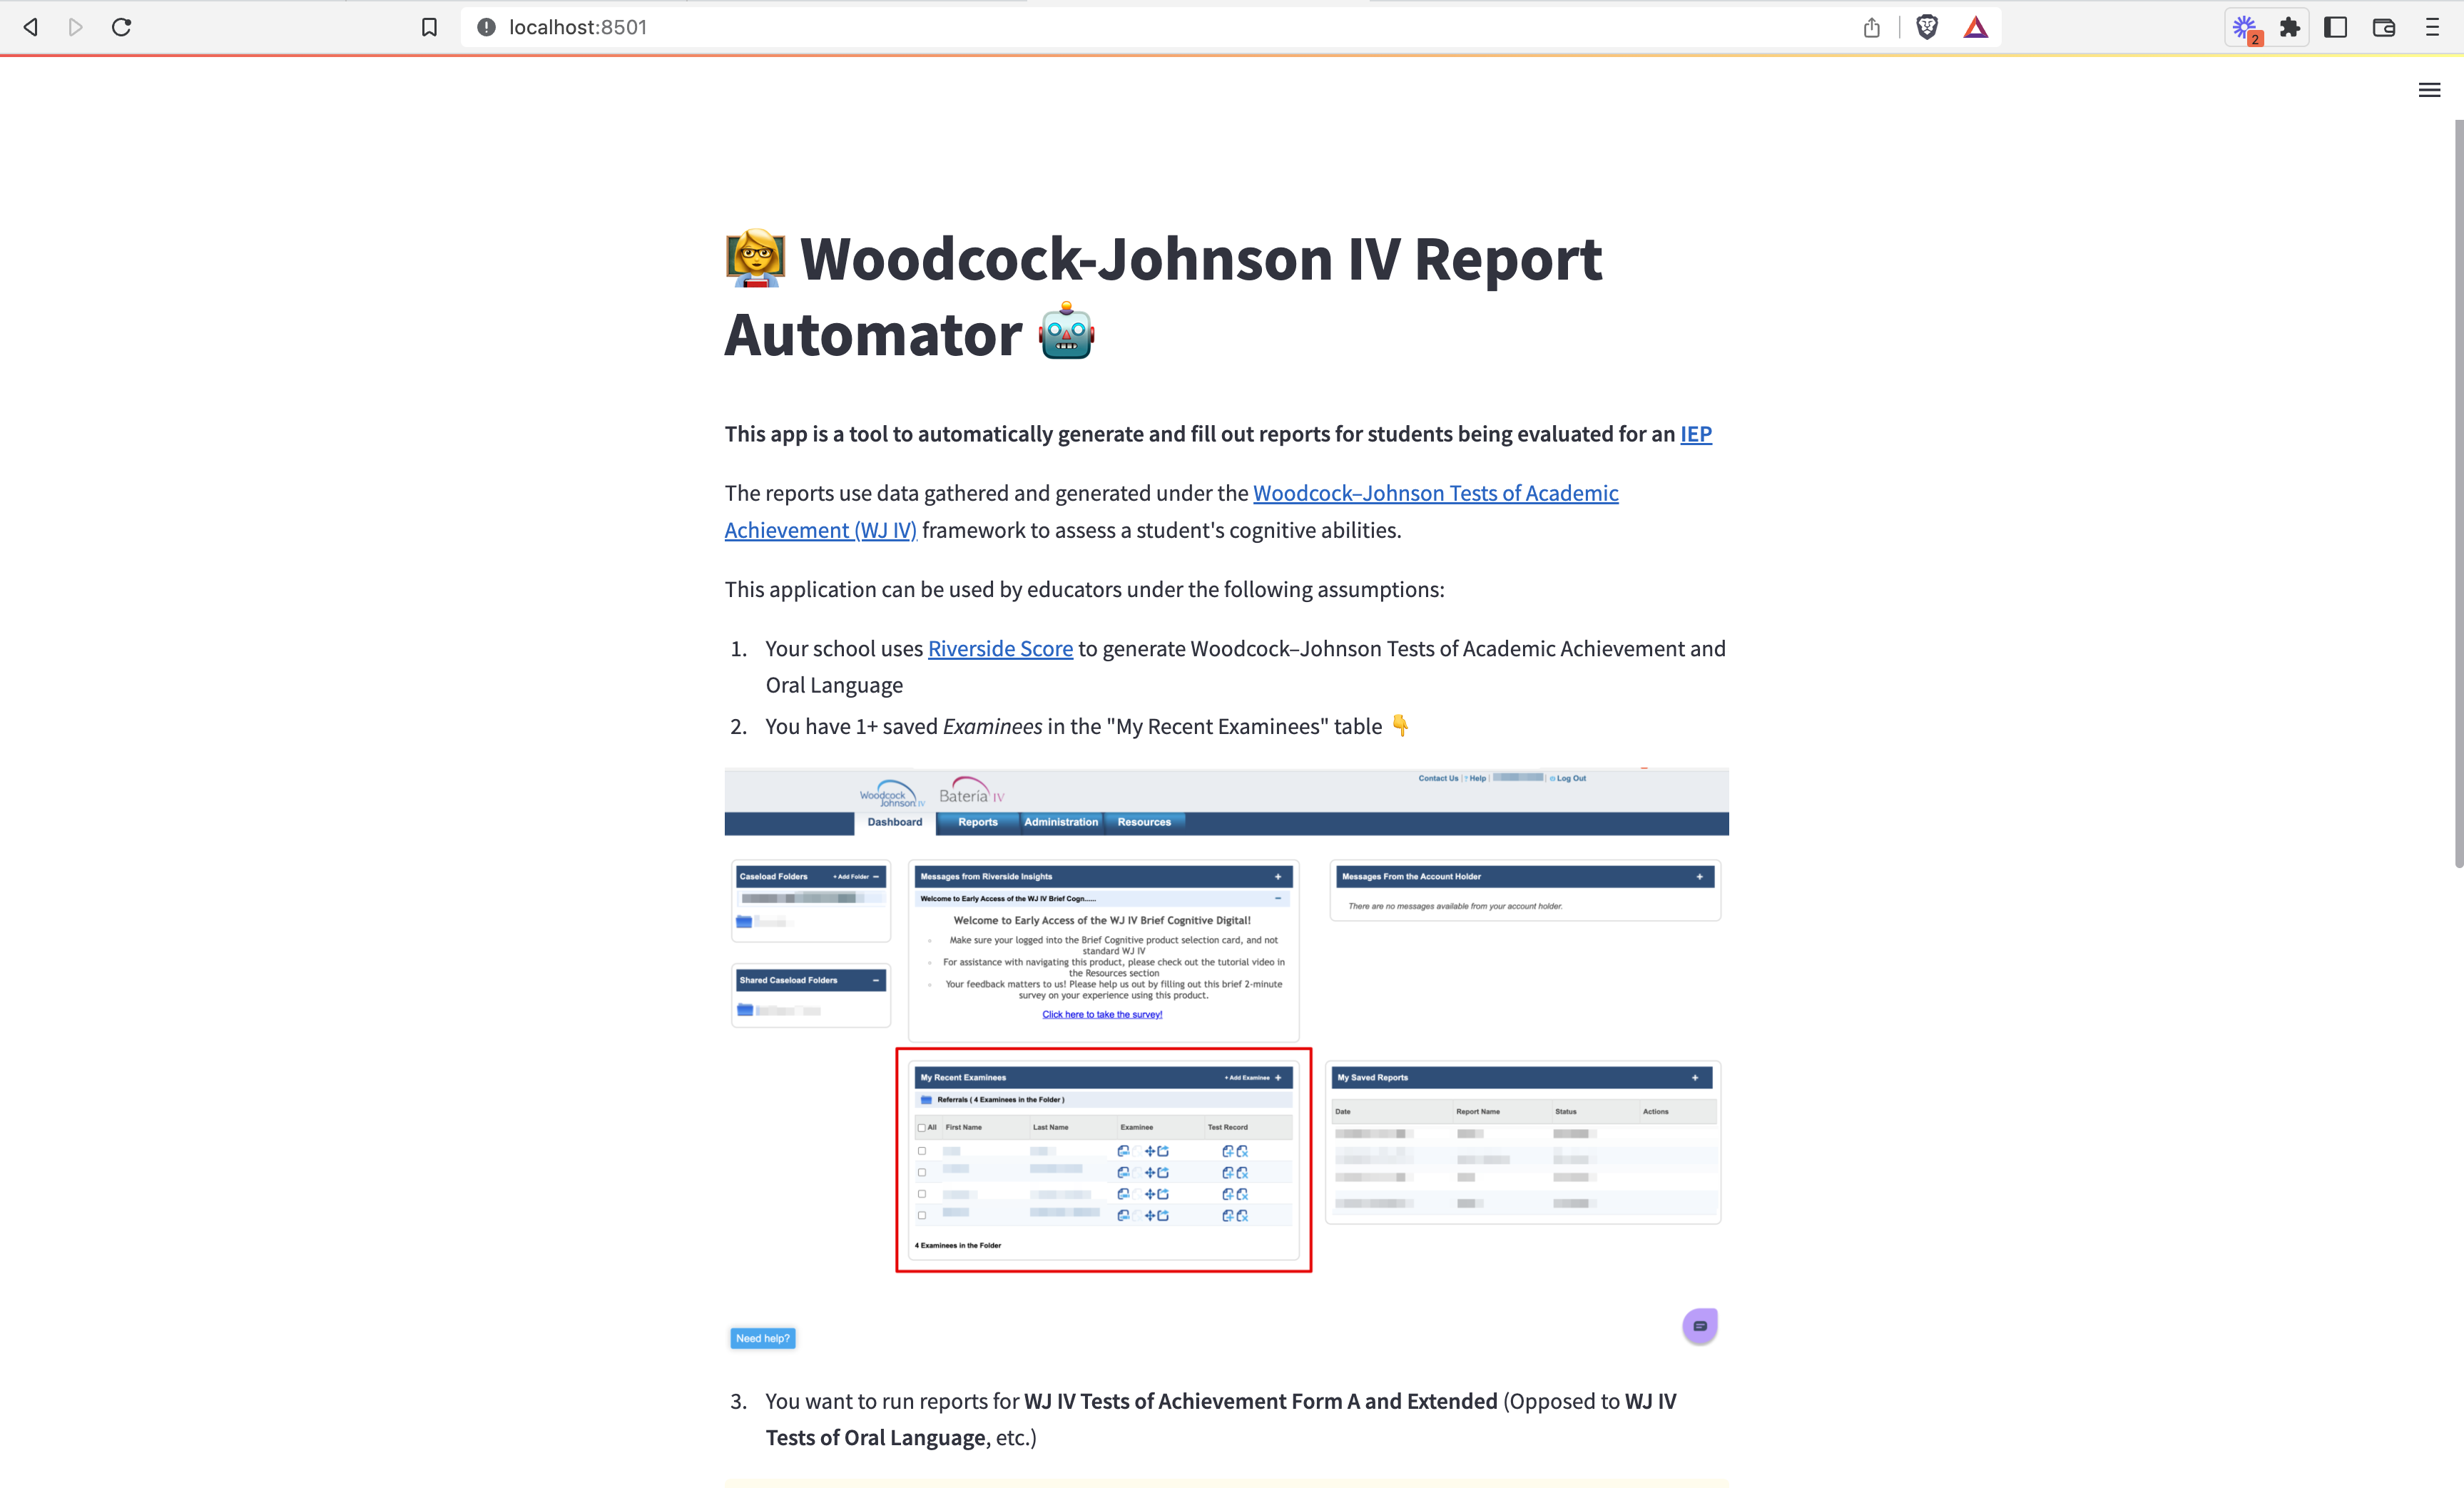 localhost:8501
2
Woodcock-Johnson IV Report
Automator
This app is a tool to automatically generate and fill out reports for students being evaluated for an IEP
The reports use data gathered and generated under the Woodcock–Johnson Tests of Academic
Achievement (WJ IV) framework to assess a student's cognitive abilities.
This application can be used by educators under the following assumptions:
1. Your school uses Riverside Score to generate Woodcock–Johnson Tests of Academic Achievement and
Oral Language
2. You have 1+ saved Examinees in the "My Recent Examinees" table
Contact Us | ? Help | Log Out
Woodcock
Johnson IV
Batería IV
Dashboard Reports Administration Resources
Caseload Folders + Add Folder −
Messages from Riverside Insights +
Messages From the Account Holder +
Welcome to Early Access of the WJ IV Brief Cogn...... −
There are no messages available from your account holder.
Welcome to Early Access of the WJ IV Brief Cognitive Digital!
Make sure your logged into the Brief Cognitive product selection card, and not
standard WJ IV
For assistance with navigating this product, please check out the tutorial video in
the Resources section
Shared Caseload Folders −
Your feedback matters to us! Please help us out by filling out this brief 2-minute
survey on your experience using this product.
Click here to take the survey!
My Recent Examinees + Add Examinee +
My Saved Reports +
Referrals ( 4 Examinees in the Folder )
Date Report Name Status Actions
All First Name Last Name Examinee Test Record
4 Examinees in the Folder
Need help?
3. You want to run reports for WJ IV Tests of Achievement Form A and Extended (Opposed to WJ IV
Tests of Oral Language, etc.)